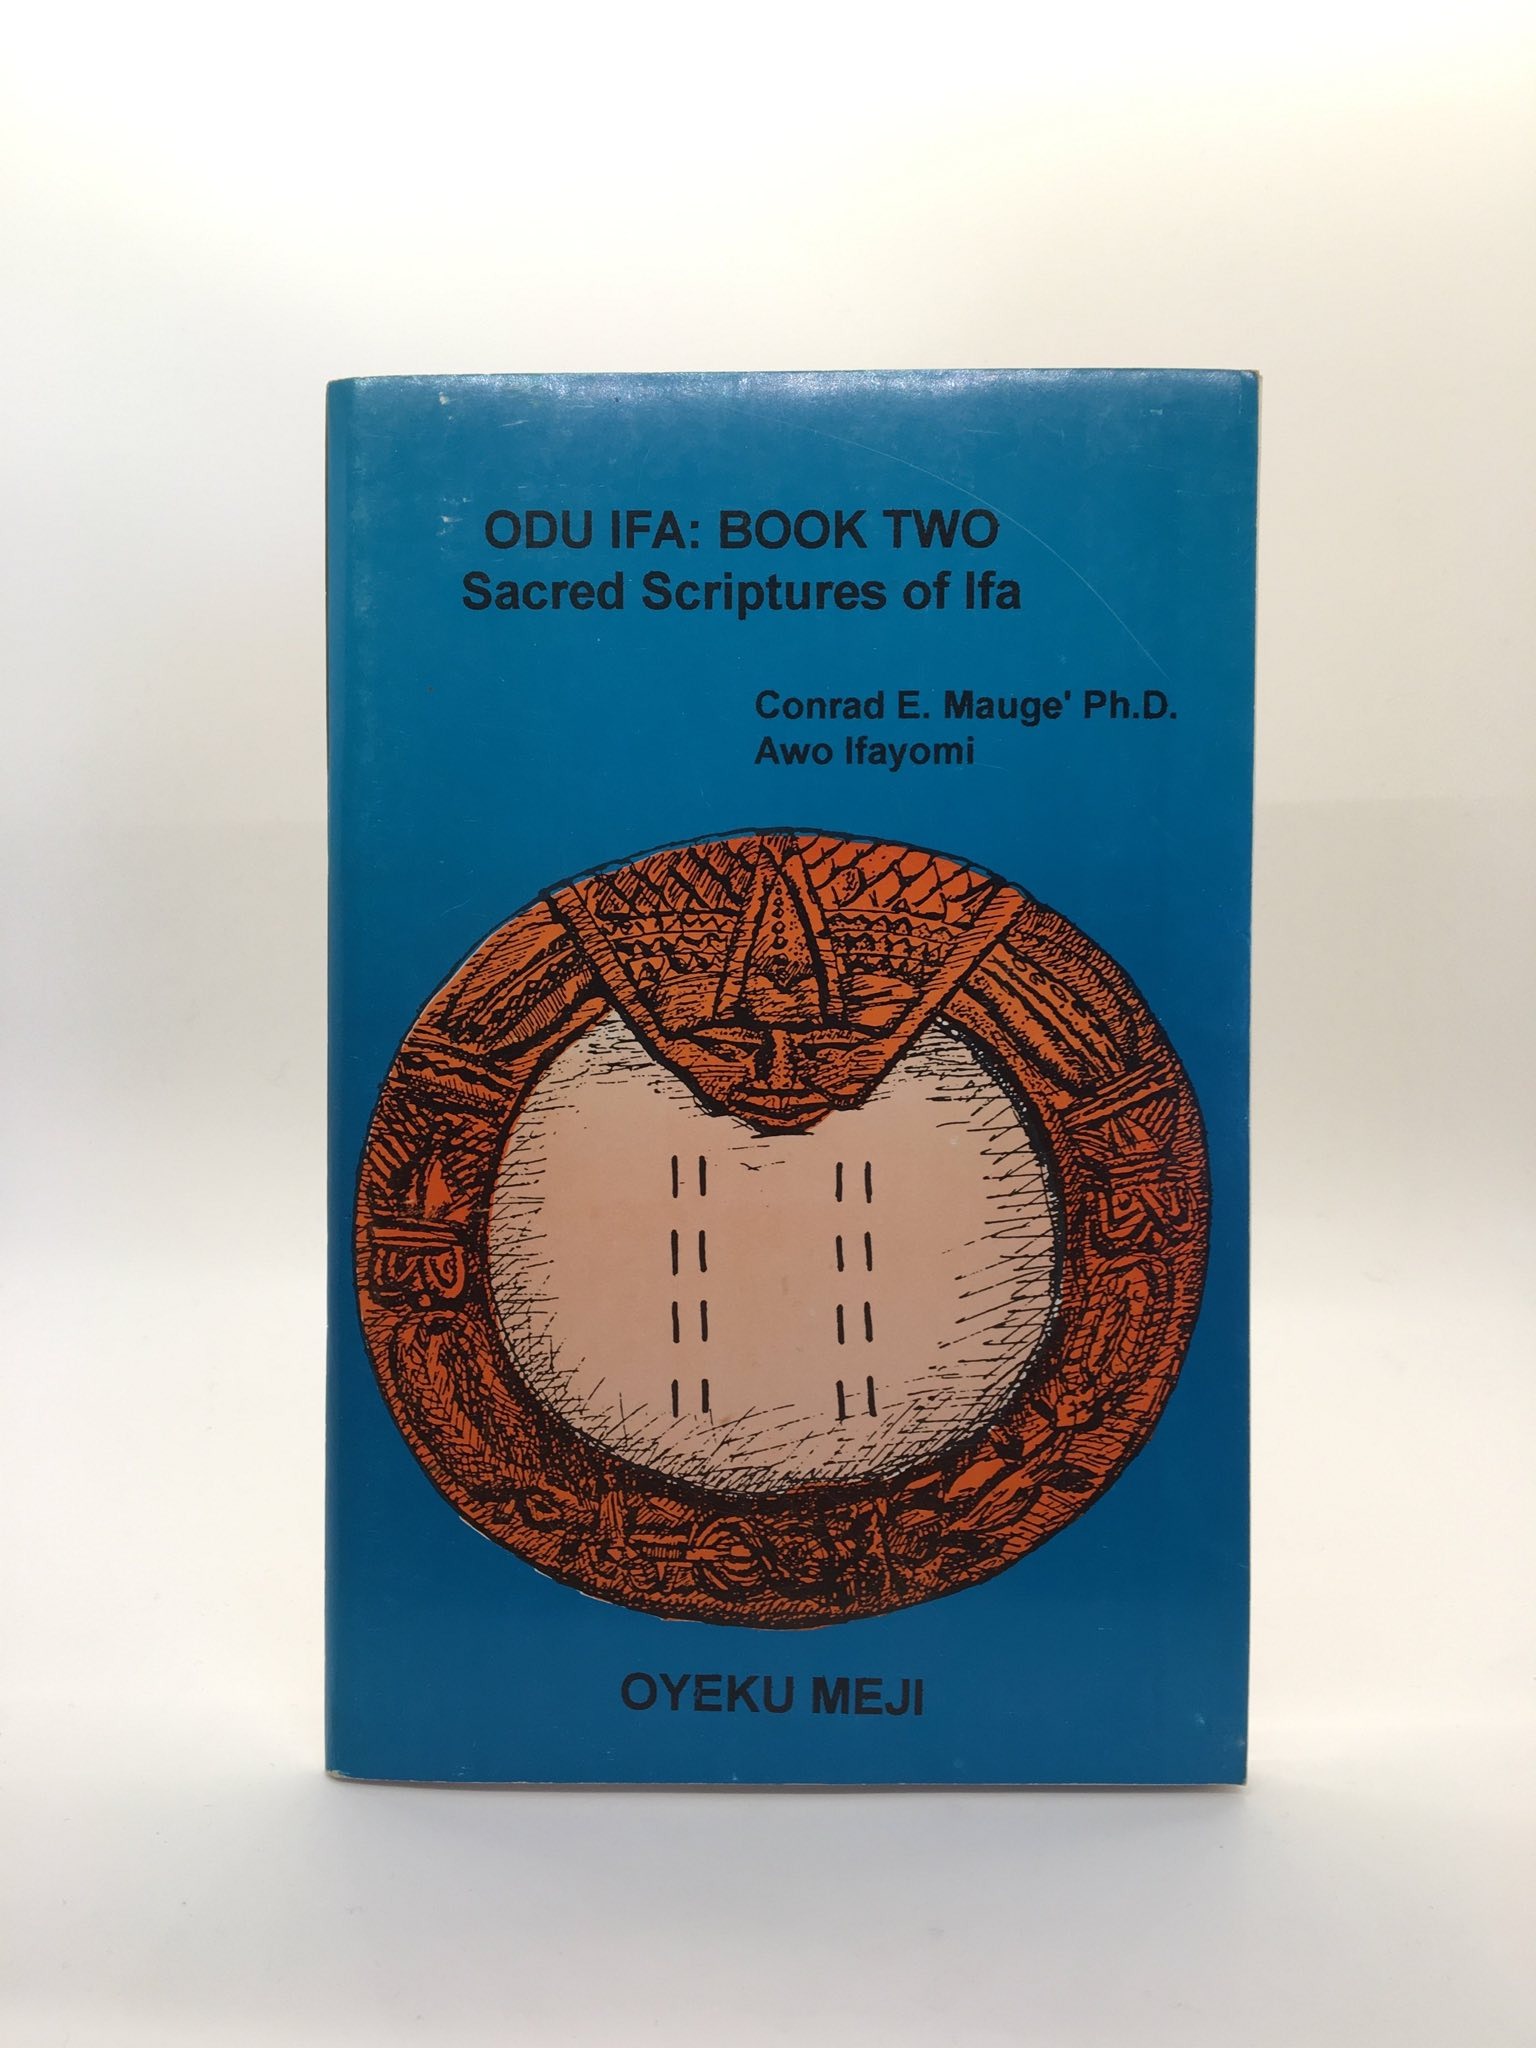 ODU IFA: BOOK TWO
Sacred Scriptures of Ifa
Conrad E. Mauge' Ph.D.
Awo Ifayomi
OYEKU MEJI